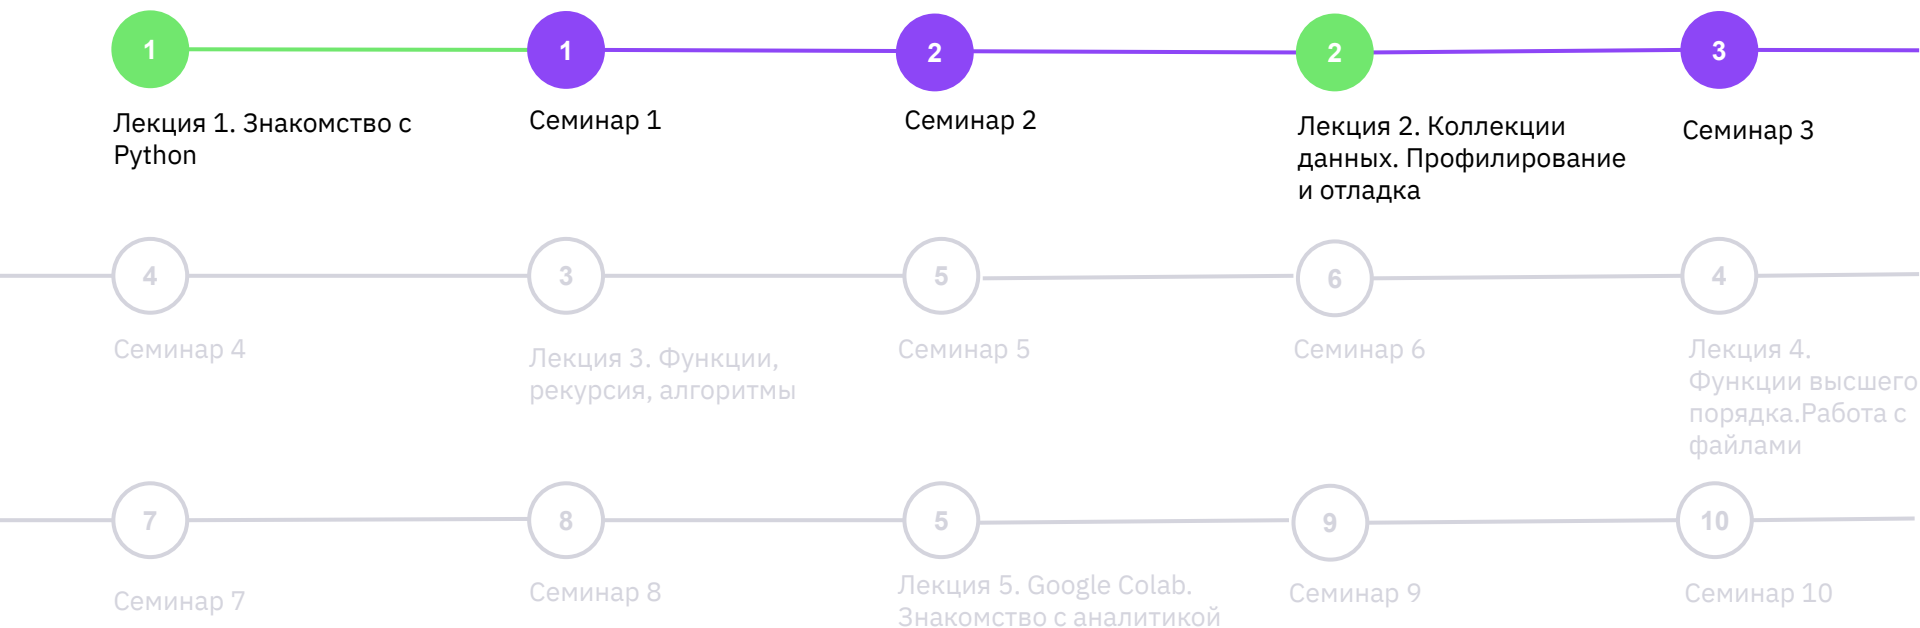 1
1
2
2
3
Лекция 1. Знакомство с
Python
Семинар 1
Семинар 2
Лекция 2. Коллекции
данных. Профилирование
и отладка
Семинар 3
4
3
5
6
4
Семинар 4
Лекция 3. Функции,
рекурсия, алгоритмы
Семинар 5
Семинар 6
Лекция 4.
Функции высшего
порядка.Работа с
файлами
7
8
5
9
10
Семинар 7
Семинар 8
Лекция 5. Google Colab.
Знакомство с аналитикой
Семинар 9
Семинар 10